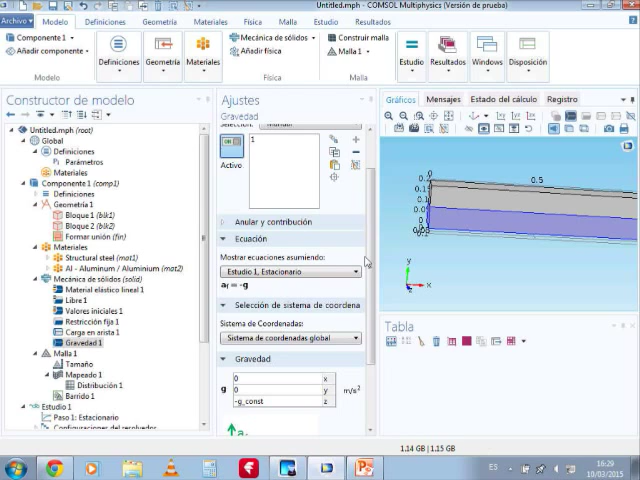 Untitled.mph - COMSOL Multiphysics (Versión de prueba)
Archivo
Modelo
Definiciones
Geometría
Materiales
Física
Malla
Estudio
Resultados
Componente 1
Añadir componente
Modelo
Definiciones
Geometría
Materiales
Mecánica de sólidos
Añadir física
Física
Construir malla
Malla 1
Malla
Estudio
Resultados
Windows
Disposición
Constructor de modelo
Untitled.mph (root)
Global
Definiciones
Parámetros
Materiales
Componente 1 (comp1)
Definiciones
Geometría 1
Bloque 1 (blk1)
Bloque 2 (blk2)
Formar unión (fin)
Materiales
Structural steel (mat1)
Al - Aluminum / Aluminium (mat2)
Mecánica de sólidos (solid)
Material elástico lineal 1
Libre 1
Valores iniciales 1
Restricción fija 1
Carga en arista 1
Gravedad 1
Malla 1
Tamaño
Mapeado 1
Distribución 1
Barrido 1
Estudio 1
Paso 1: Estacionario
Configuraciones del resolvedor
Ajustes
Gravedad
Selección:
Manual
Activo
1
Anular y contribución
Ecuación
Mostrar ecuaciones asumiendo:
Estudio 1, Estacionario
Selección de sistema de coordena
Sistema de Coordenadas:
Sistema de coordenadas global
Gravedad
g
0 x
0 y
-g_const z
m/s²
Gráficos
Mensajes
Estado del cálculo
Registro
0
0.5
y
x
Tabla
1.14 GB | 1.15 GB
ES
16:29
10/03/2015